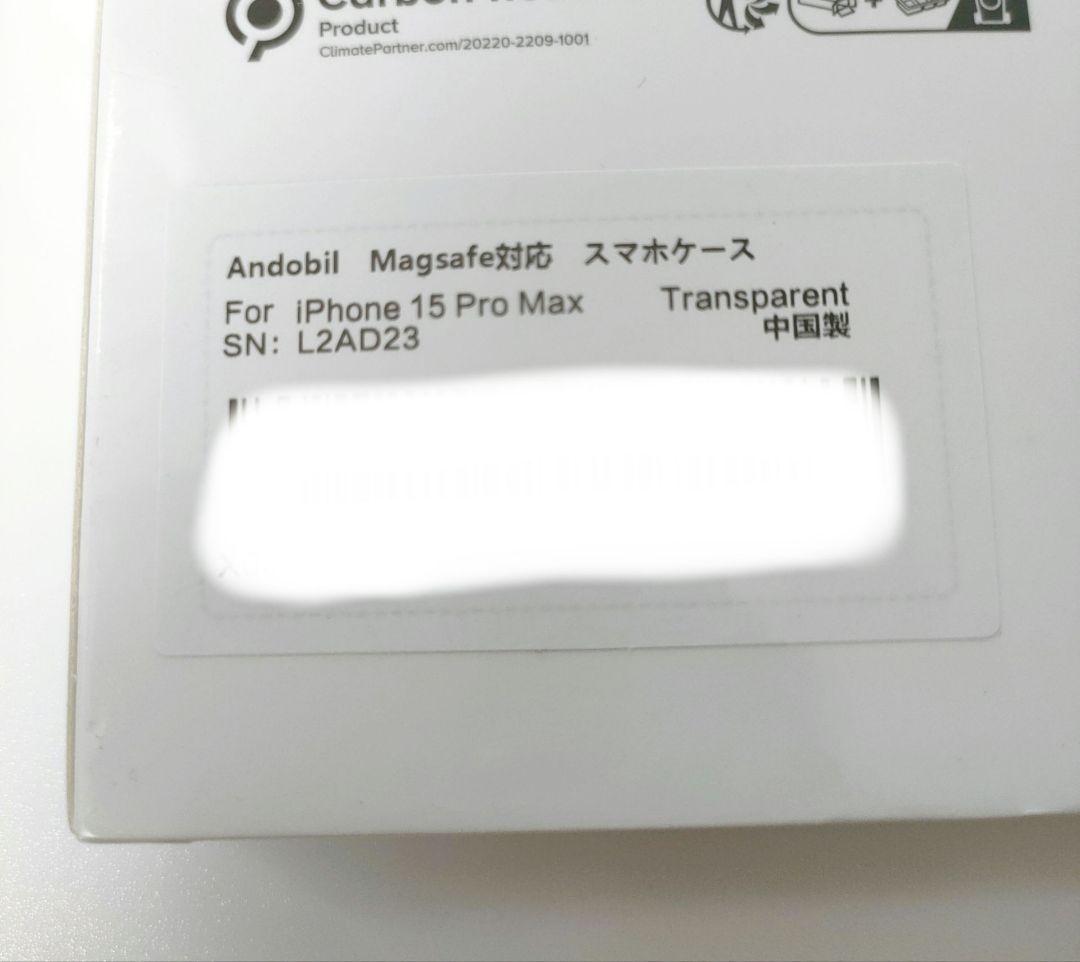 Product
ClimatePartner.com/20220-2209-1001
Andobil Magsafe対応 スマホケース
For iPhone 15 Pro Max Transparent
中国製
SN: L2AD23